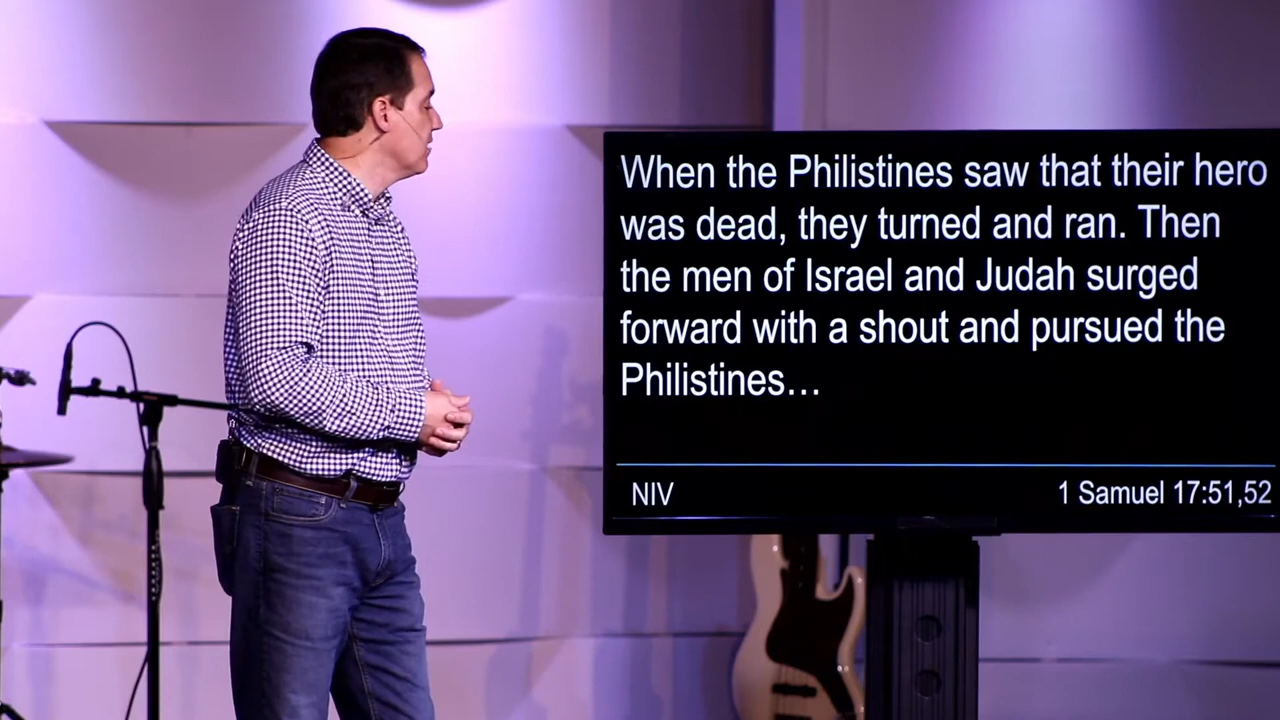 When the Philistines saw that their hero
was dead, they turned and ran. Then
the men of Israel and Judah surged
forward with a shout and pursued the
Philistines…
NIV
1 Samuel 17:51,52